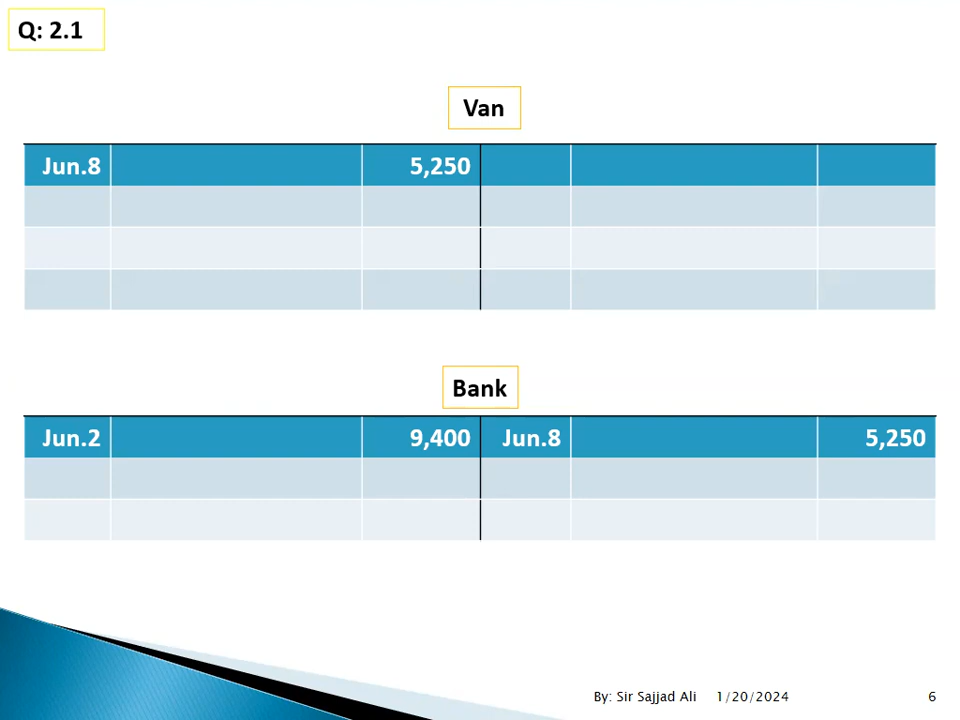 Q: 2.1
Van
Jun.8 5,250
Bank
Jun.2 9,400 Jun.8 5,250
By: Sir Sajjad Ali 1/20/2024 6